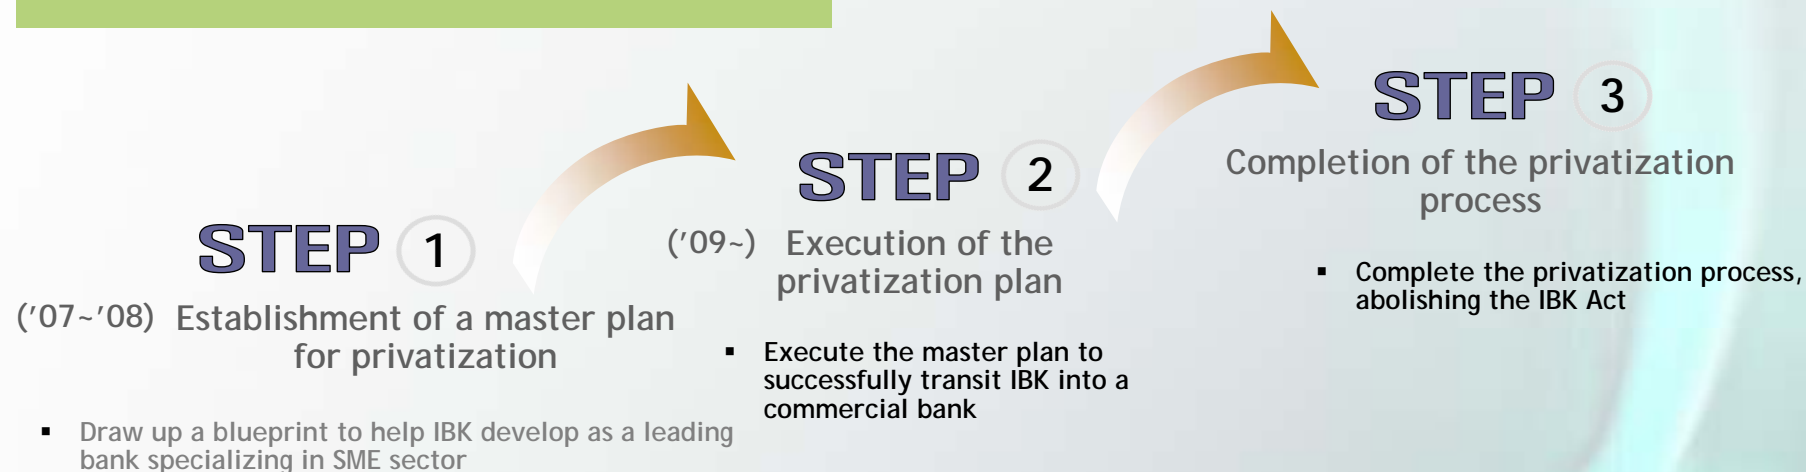 STEP 1
('07~'08) Establishment of a master plan
for privatization
▪ Draw up a blueprint to help IBK develop as a leading
bank specializing in SME sector
STEP 2
('09~) Execution of the
privatization plan
▪ Execute the master plan to
successfully transit IBK into a
commercial bank
STEP 3
Completion of the privatization
process
▪ Complete the privatization process,
abolishing the IBK Act